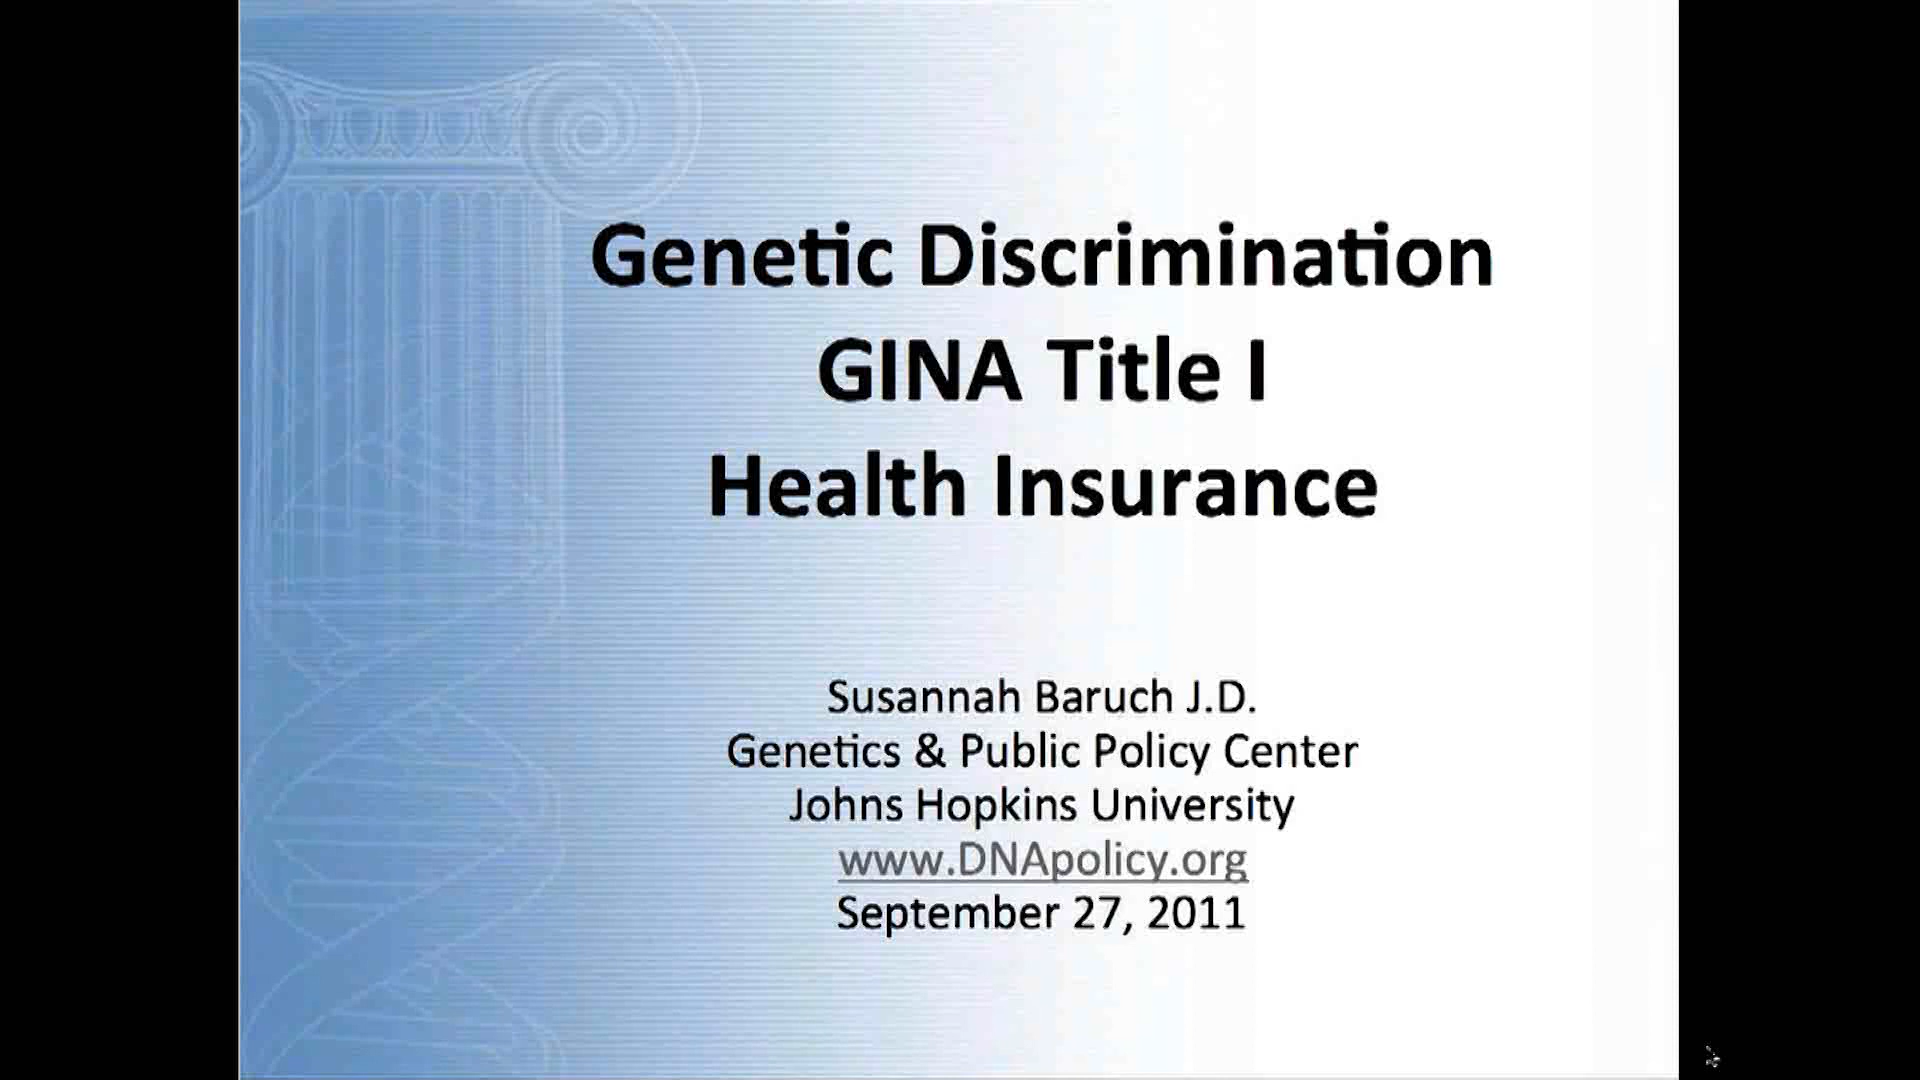 Genetic Discrimination
GINA Title I
Health Insurance
Susannah Baruch J.D.
Genetics & Public Policy Center
Johns Hopkins University
www.DNApolicy.org
September 27, 2011